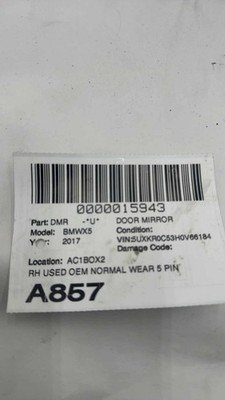 0000015943
Part: DMR -*U* DOOR MIRROR
Model: BMWX5 Condition:
Year: 2017 VIN:5UXKR0C53H0V66184
Damage Code:
Location: AC1BOX2
RH USED OEM NORMAL WEAR 5 PIN
A857